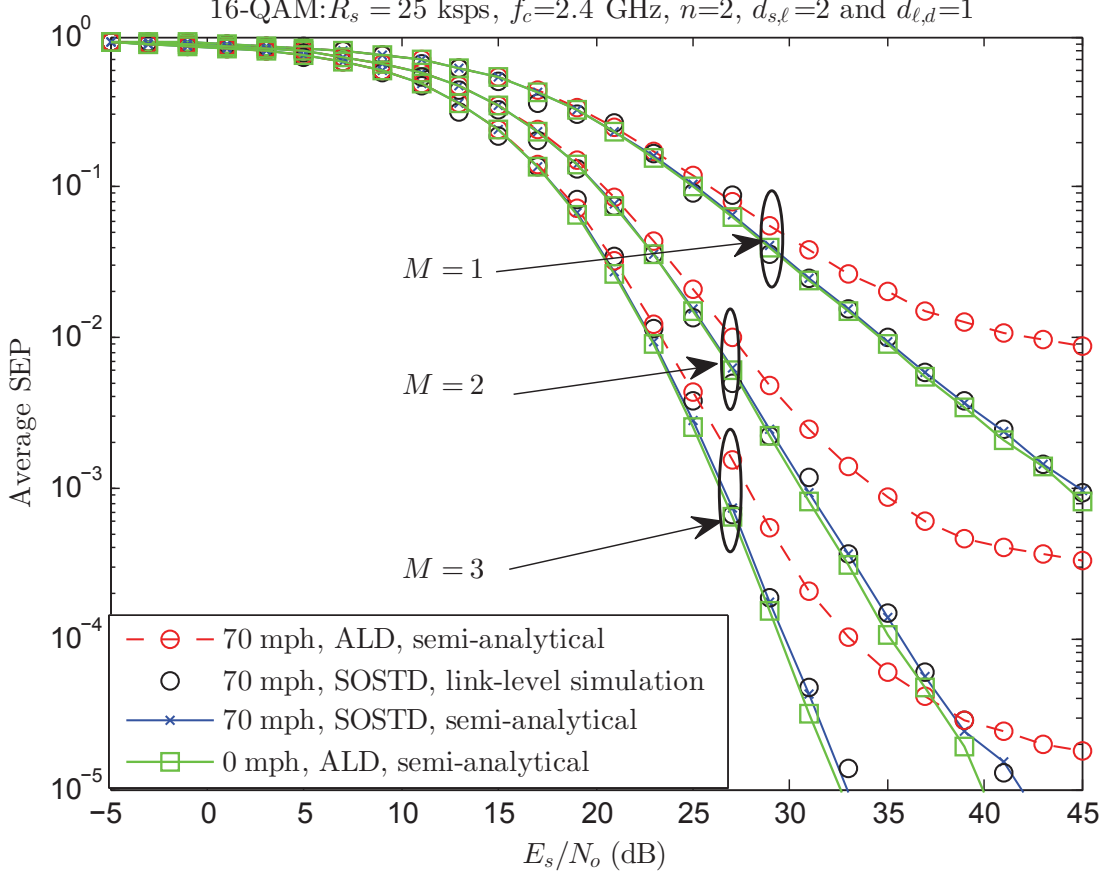 16-QAM:R_s = 25 ksps, f_c=2.4 GHz, n=2, d_{s,ℓ}=2 and d_{ℓ,d}=1
10^0
10^{-1}
10^{-2}
10^{-3}
10^{-4}
10^{-5}
Average SEP
M = 1
M = 2
M = 3
70 mph, ALD, semi-analytical
70 mph, SOSTD, link-level simulation
70 mph, SOSTD, semi-analytical
0 mph, ALD, semi-analytical
−5 0 5 10 15 20 25 30 35 40 45
E_s/N_o (dB)